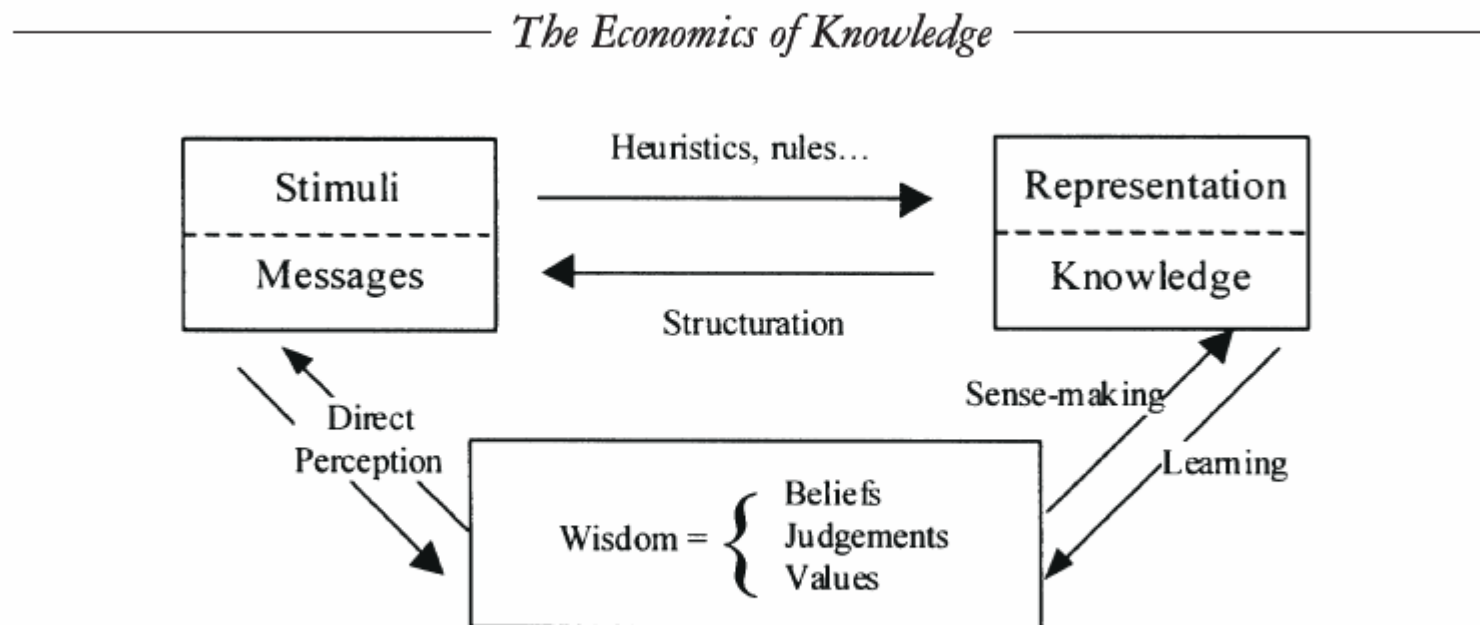 The Economics of Knowledge
Heuristics, rules...
Stimuli
Representation
Messages
Knowledge
Structuration
Sense-making
Direct
Perception
Learning
Wisdom = {
Beliefs
Judgements
Values